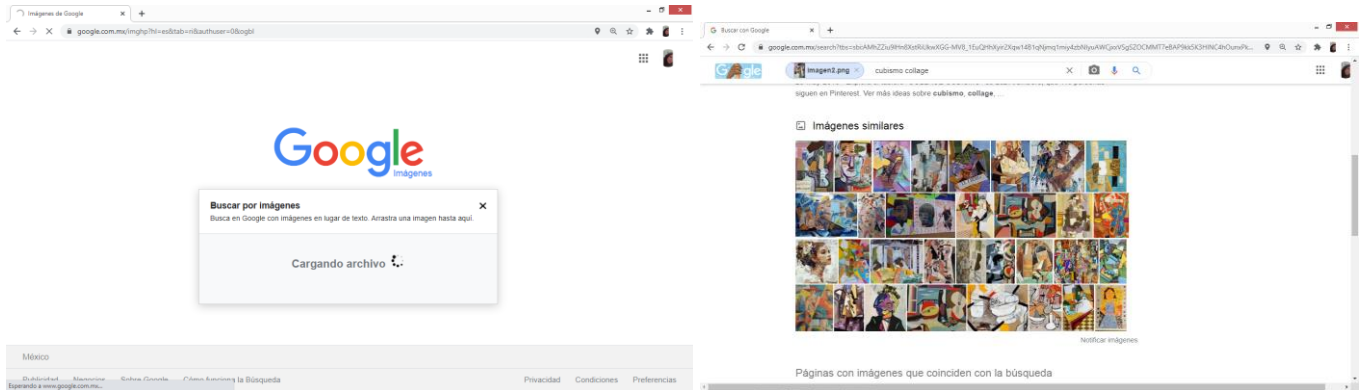 Imágenes de Google
google.com.mx/imghp?hl=es&tab=ri&authuser=0&ogbl
Google
Imágenes
Buscar por imágenes
Busca en Google con imágenes en lugar de texto. Arrastra una imagen hasta aquí.
Cargando archivo
México
Publicidad Negocios Sobre Google Cómo funciona la Búsqueda
Privacidad Condiciones Preferencias
Esperando a www.google.com.mx...
Buscar con Google
imagen2.png
cubismo collage
siguen en Pinterest. Ver más ideas sobre cubismo, collage, ...
Imágenes similares
Notificar imágenes
Páginas con imágenes que coinciden con la búsqueda